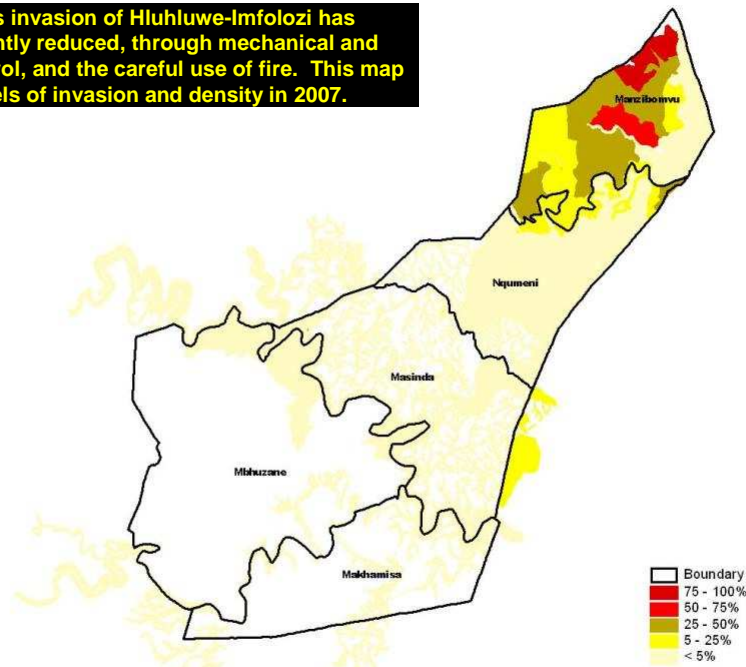 s invasion of Hluhluwe-Imfolozi has
ntly reduced, through mechanical and
rol, and the careful use of fire. This map
els of invasion and density in 2007.
Manzibomvu
Nqumeni
Masinda
Mbhuzane
Makhamisa
Boundary
75 - 100%
50 - 75%
25 - 50%
5 - 25%
< 5%